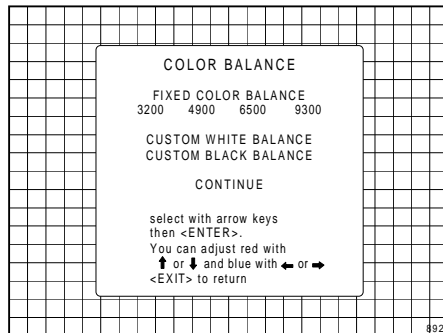 COLOR BALANCE
FIXED COLOR BALANCE
3200 4900 6500 9300
CUSTOM WHITE BALANCE
CUSTOM BLACK BALANCE
CONTINUE
select with arrow keys
then <ENTER>.
You can adjust red with
⬆ or ⬇ and blue with ⬅ or ➡
<EXIT> to return
892